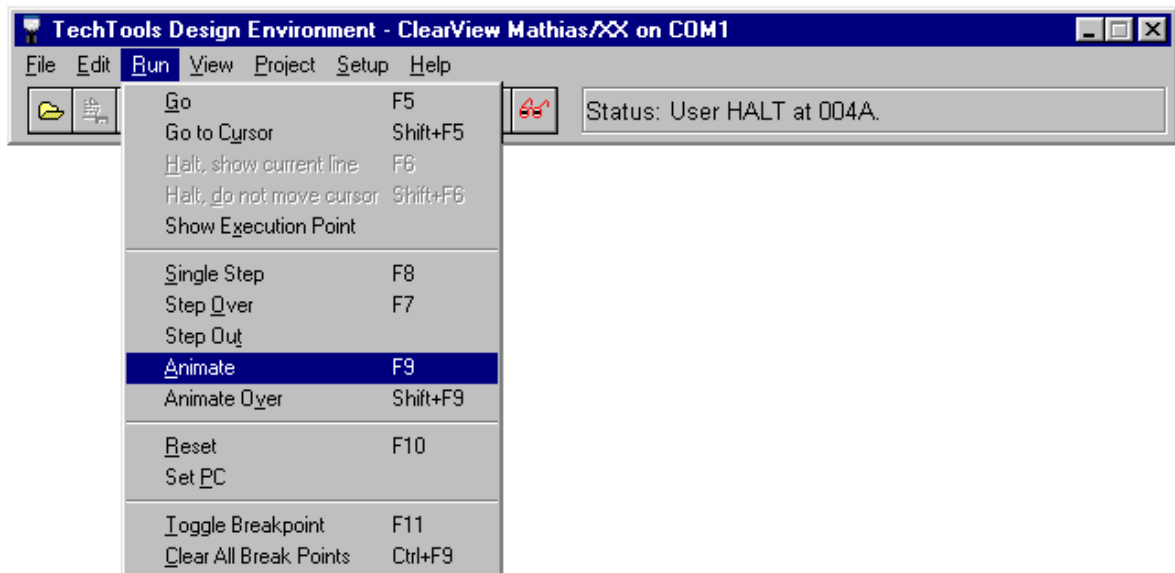 TechTools Design Environment - ClearView Mathias/XX on COM1
File Edit Run View Project Setup Help
Status: User HALT at 004A.
Go F5
Go to Cursor Shift+F5
Halt, show current line F6
Halt, do not move cursor Shift+F6
Show Execution Point
Single Step F8
Step Over F7
Step Out
Animate F9
Animate Over Shift+F9
Reset F10
Set PC
Toggle Breakpoint F11
Clear All Break Points Ctrl+F9